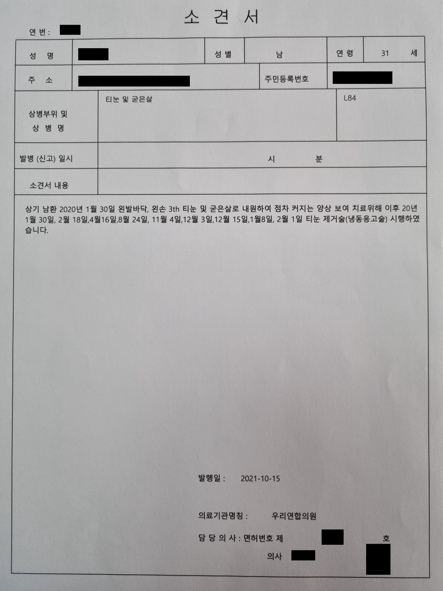 소 견 서
연 번 :
성 명 성 별 남 연 령 31 세
주 소 주민등록번호
상병부위 및 상 병 명 티눈 및 굳은살 L84
발병 (신고) 일시 시 분
소견서 내용
상기 남환 2020년 1월 30일 왼발바닥, 왼손 3th 티눈 및 굳은살로 내원하여 점차 커지는 양상 보여 치료위해 이후 20년
1월 30일, 2월 18일,4월16일,8월 24일, 11월 4일,12월 3일,12월 15일,1월8일, 2월 1일 티눈 제거술(냉동응고술) 시행하였
습니다.
발행일 : 2021-10-15
의료기관명칭 : 우리연합의원
담 당 의 사 : 면허번호 제 호
의사